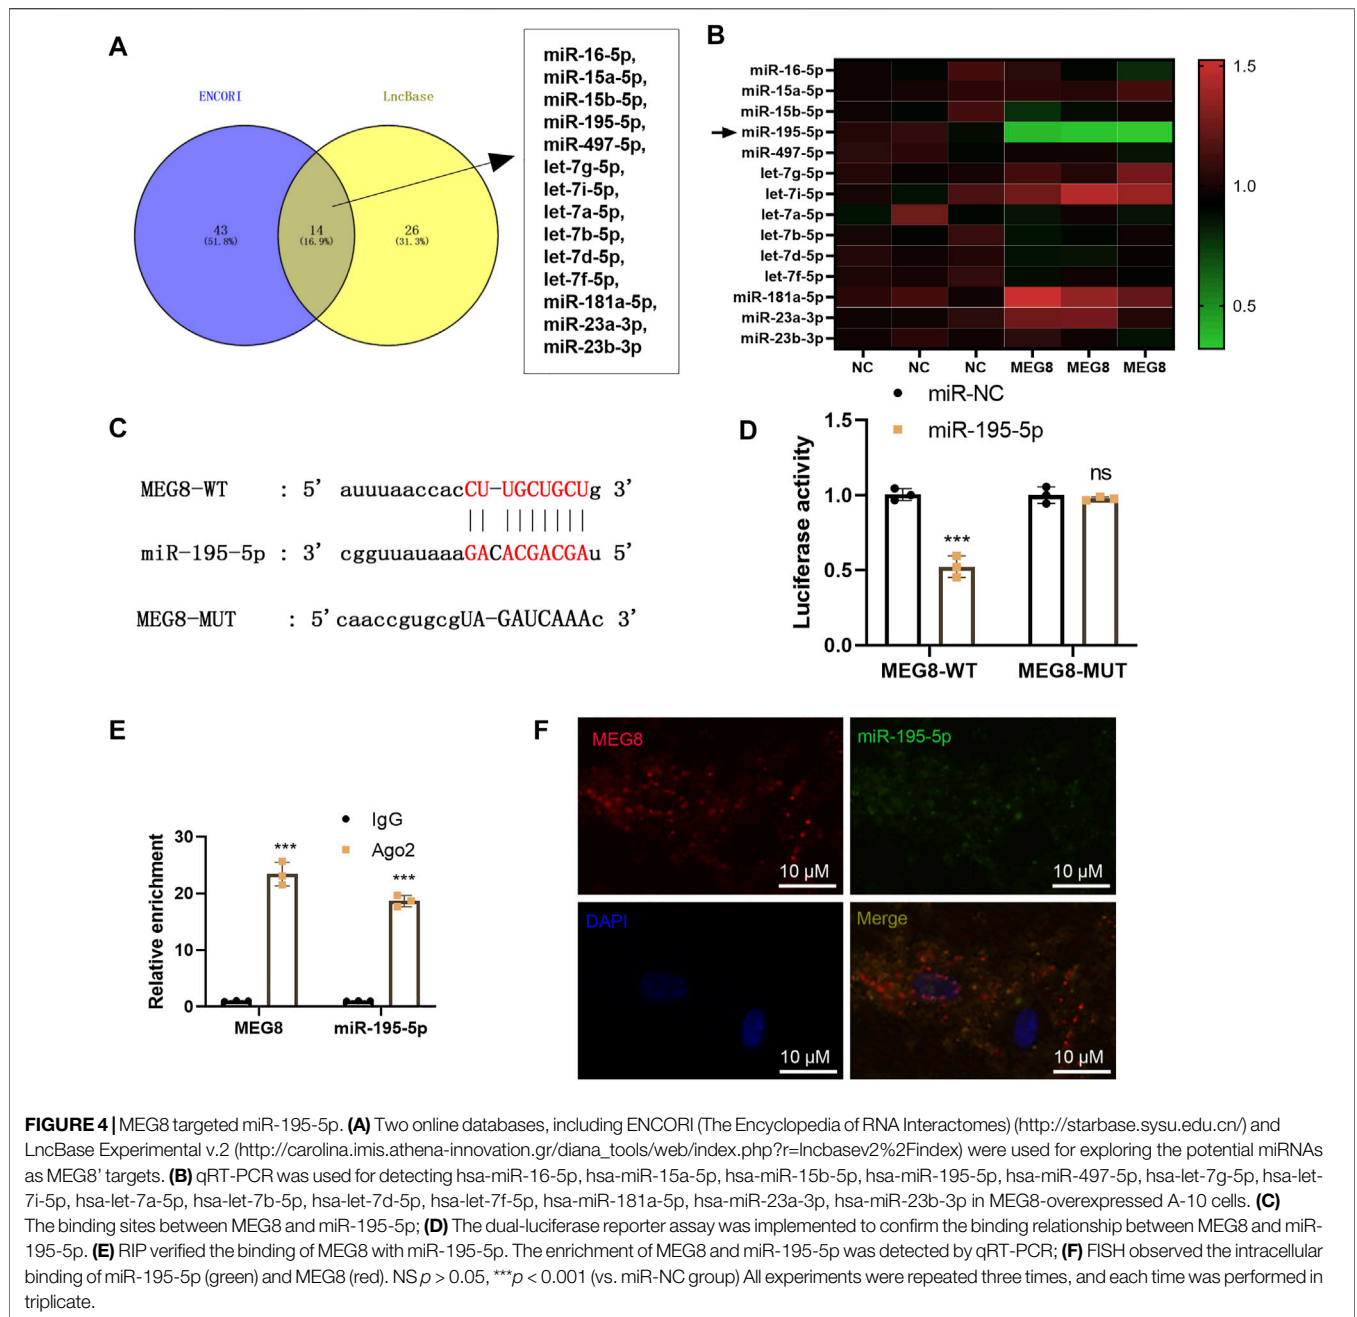 A
ENCORI
LncBase
43
(51.8%)
14
(16.9%)
26
(31.3%)
miR-16-5p,
miR-15a-5p,
miR-15b-5p,
miR-195-5p,
miR-497-5p,
let-7g-5p,
let-7i-5p,
let-7a-5p,
let-7b-5p,
let-7d-5p,
let-7f-5p,
miR-181a-5p,
miR-23a-3p,
miR-23b-3p
B
miR-16-5p
miR-15a-5p
miR-15b-5p
miR-195-5p
miR-497-5p
let-7g-5p
let-7i-5p
let-7a-5p
let-7b-5p
let-7d-5p
let-7f-5p
miR-181a-5p
miR-23a-3p
miR-23b-3p
NC NC NC MEG8 MEG8 MEG8
1.5
1.0
0.5
C
MEG8-WT : 5' auuuaaccacCU-UGCUGCUg 3'
miR-195-5p : 3' cgguuauaaaGACACGACGAu 5'
MEG8-MUT : 5' caaccgugcgUA-GAUCAAAc 3'
D
miR-NC
miR-195-5p
Luciferase activity
1.5
1.0
0.5
0.0
***
ns
MEG8-WT MEG8-MUT
E
IgG
Ago2
Relative enrichment
30
20
10
0
***
***
MEG8 miR-195-5p
F
MEG8
10 µM
miR-195-5p
10 µM
DAPI
10 µM
Merge
10 µM
FIGURE 4 | MEG8 targeted miR-195-5p. (A) Two online databases, including ENCORI (The Encyclopedia of RNA Interactomes) (http://starbase.sysu.edu.cn/) and
LncBase Experimental v.2 (http://carolina.imis.athena-innovation.gr/diana_tools/web/index.php?r=lncbasev2%2Findex) were used for exploring the potential miRNAs
as MEG8' targets. (B) qRT-PCR was used for detecting hsa-miR-16-5p, hsa-miR-15a-5p, hsa-miR-15b-5p, hsa-miR-195-5p, hsa-miR-497-5p, hsa-let-7g-5p, hsa-let-
7i-5p, hsa-let-7a-5p, hsa-let-7b-5p, hsa-let-7d-5p, hsa-let-7f-5p, hsa-miR-181a-5p, hsa-miR-23a-3p, hsa-miR-23b-3p in MEG8-overexpressed A-10 cells. (C)
The binding sites between MEG8 and miR-195-5p; (D) The dual-luciferase reporter assay was implemented to confirm the binding relationship between MEG8 and miR-
195-5p. (E) RIP verified the binding of MEG8 with miR-195-5p. The enrichment of MEG8 and miR-195-5p was detected by qRT-PCR; (F) FISH observed the intracellular
binding of miR-195-5p (green) and MEG8 (red). NS p > 0.05, ***p < 0.001 (vs. miR-NC group) All experiments were repeated three times, and each time was performed in
triplicate.